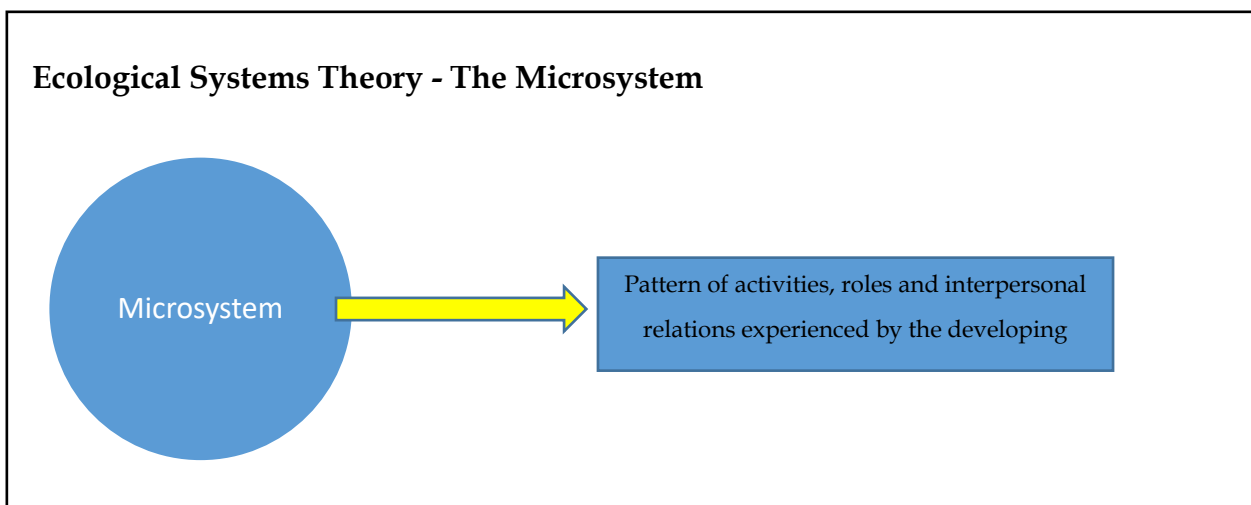 Ecological Systems Theory - The Microsystem
Microsystem
Pattern of activities, roles and interpersonal
relations experienced by the developing